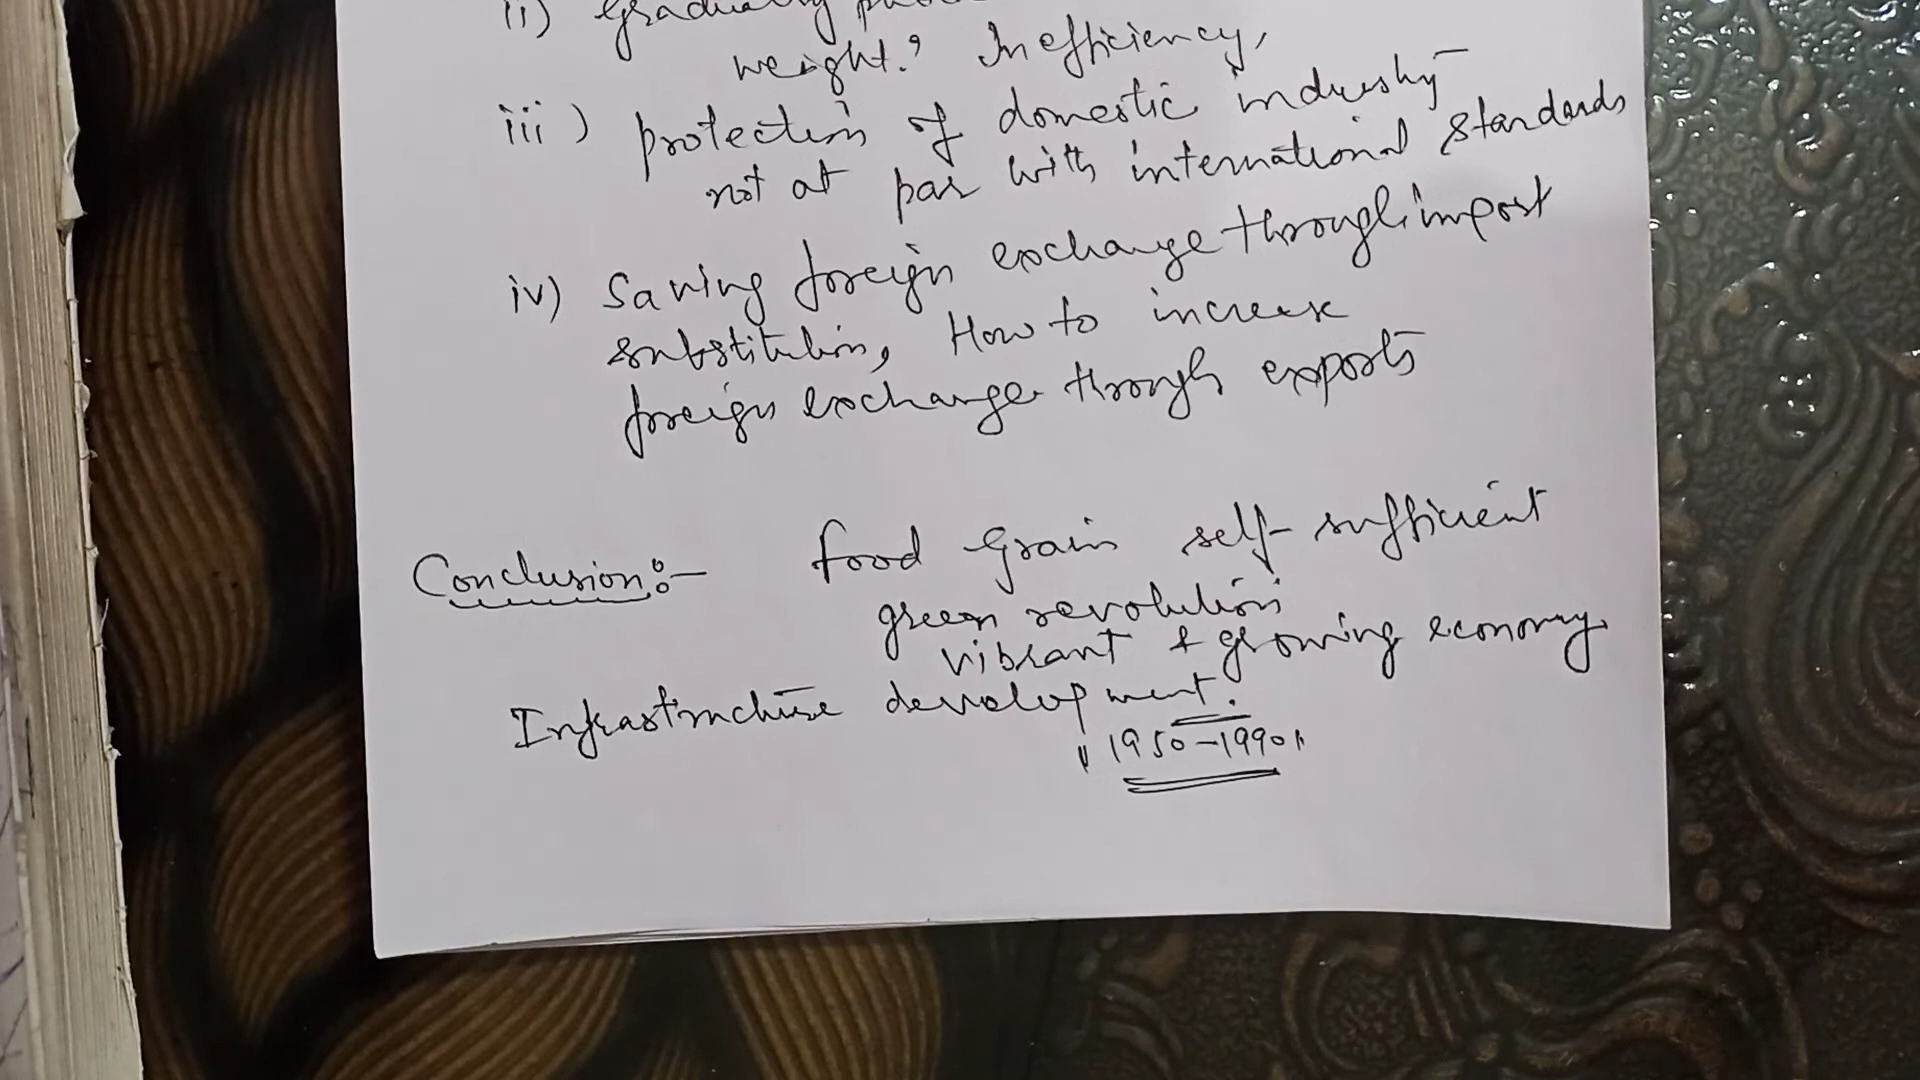 ii) Gradually
weight.? Inefficiency,
iii) protection of domestic industry
not at par with international standards
iv) Saving foreign exchange through import
substitution, How to increase
foreign exchange through exports
Conclusion:- food grain self-sufficient
green revolution
vibrant & growing economy.
Infrastructure development.
"1950-1990"